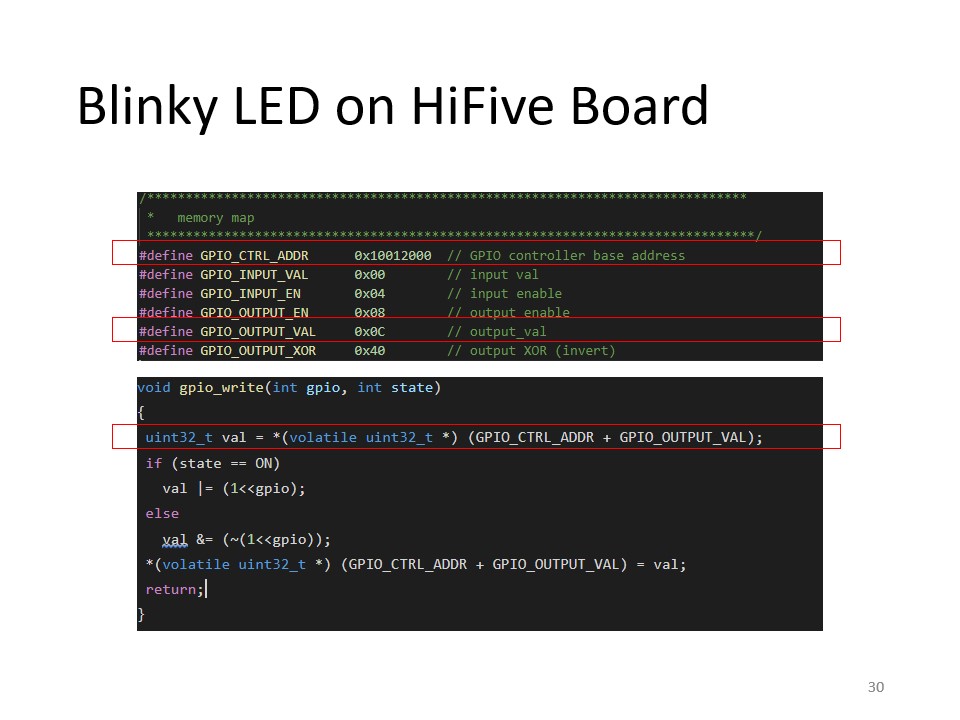 Blinky LED on HiFive Board
/******************************************************************************
*   memory map
*******************************************************************************/
#define GPIO_CTRL_ADDR      0x10012000  // GPIO controller base address
#define GPIO_INPUT_VAL      0x00        // input val
#define GPIO_INPUT_EN       0x04        // input enable
#define GPIO_OUTPUT_EN      0x08        // output enable
#define GPIO_OUTPUT_VAL     0x0C        // output_val
#define GPIO_OUTPUT_XOR     0x40        // output XOR (invert)
void gpio_write(int gpio, int state)
{
 uint32_t val = *(volatile uint32_t *) (GPIO_CTRL_ADDR + GPIO_OUTPUT_VAL);
 if (state == ON)
   val |= (1<<gpio);
 else
   val &= (~(1<<gpio));
 *(volatile uint32_t *) (GPIO_CTRL_ADDR + GPIO_OUTPUT_VAL) = val;
 return;
}
30